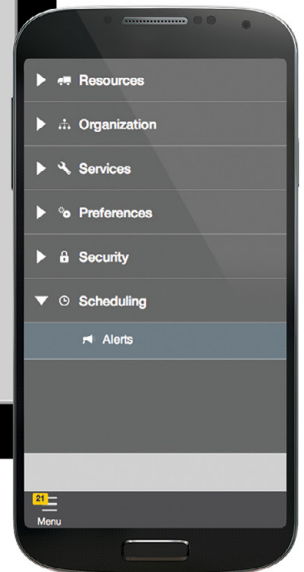 Resources
Organization
Services
Preferences
Security
Scheduling
Alerts
21
Menu